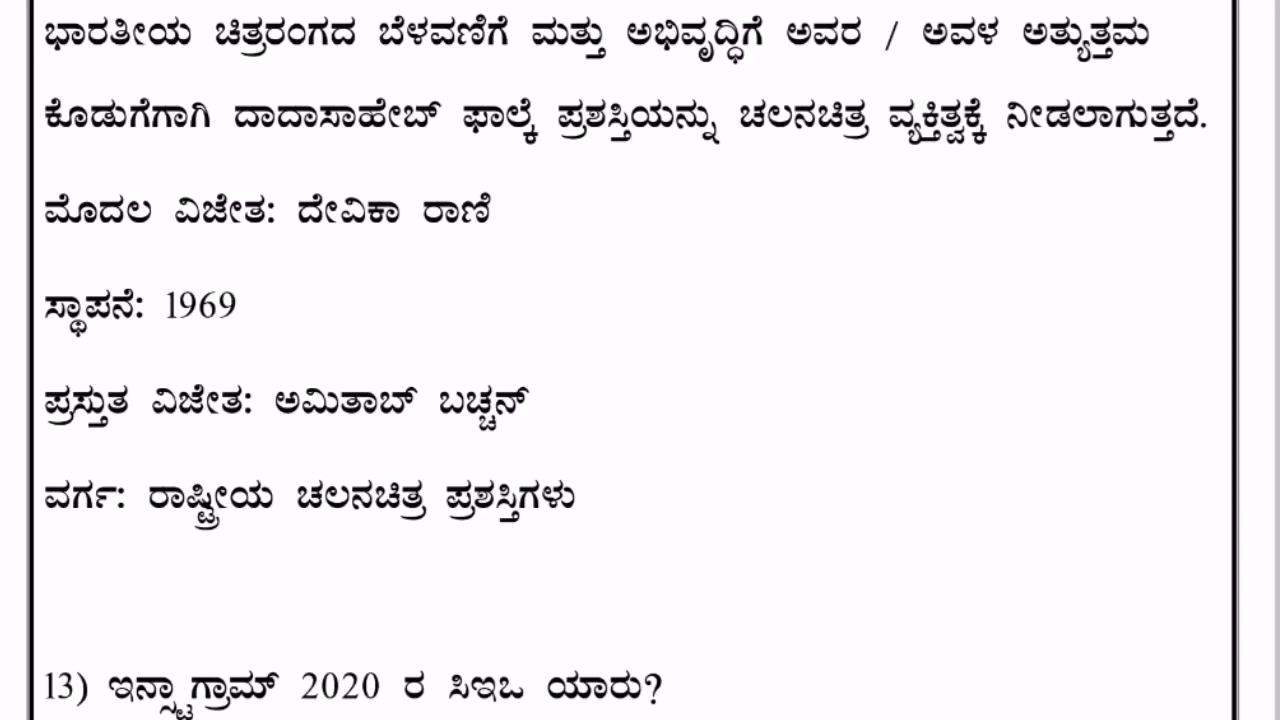 ಭಾರತೀಯ ಚಿತ್ರರಂಗದ ಬೆಳವಣಿಗೆ ಮತ್ತು ಅಭಿವೃದ್ಧಿಗೆ ಅವರ / ಅವಳ ಅತ್ಯುತ್ತಮ
ಕೊಡುಗೆಗಾಗಿ ದಾದಾಸಾಹೇಬ್ ಫಾಲ್ಕೆ ಪ್ರಶಸ್ತಿಯನ್ನು ಚಲನಚಿತ್ರ ವ್ಯಕ್ತಿತ್ವಕ್ಕೆ ನೀಡಲಾಗುತ್ತದೆ.
ಮೊದಲ ವಿಜೇತ: ದೇವಿಕಾ ರಾಣಿ
ಸ್ಥಾಪನೆ: 1969
ಪ್ರಸ್ತುತ ವಿಜೇತ: ಅಮಿತಾಬ್ ಬಚ್ಚನ್
ವರ್ಗ: ರಾಷ್ಟ್ರೀಯ ಚಲನಚಿತ್ರ ಪ್ರಶಸ್ತಿಗಳು
13) ಇನ್ಸ್ಟಾಗ್ರಾಮ್ 2020 ರ ಸಿಇಒ ಯಾರು?